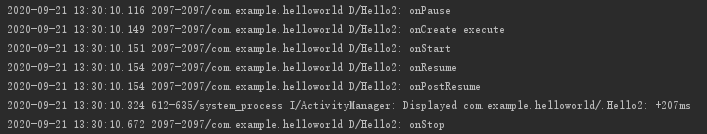 2020-09-21 13:30:10.116 2097-2097/com.example.helloworld D/Hello2: onPause
2020-09-21 13:30:10.149 2097-2097/com.example.helloworld D/Hello2: onCreate execute
2020-09-21 13:30:10.151 2097-2097/com.example.helloworld D/Hello2: onStart
2020-09-21 13:30:10.154 2097-2097/com.example.helloworld D/Hello2: onResume
2020-09-21 13:30:10.154 2097-2097/com.example.helloworld D/Hello2: onPostResume
2020-09-21 13:30:10.324 612-635/system_process I/ActivityManager: Displayed com.example.helloworld/.Hello2: +207ms
2020-09-21 13:30:10.672 2097-2097/com.example.helloworld D/Hello2: onStop